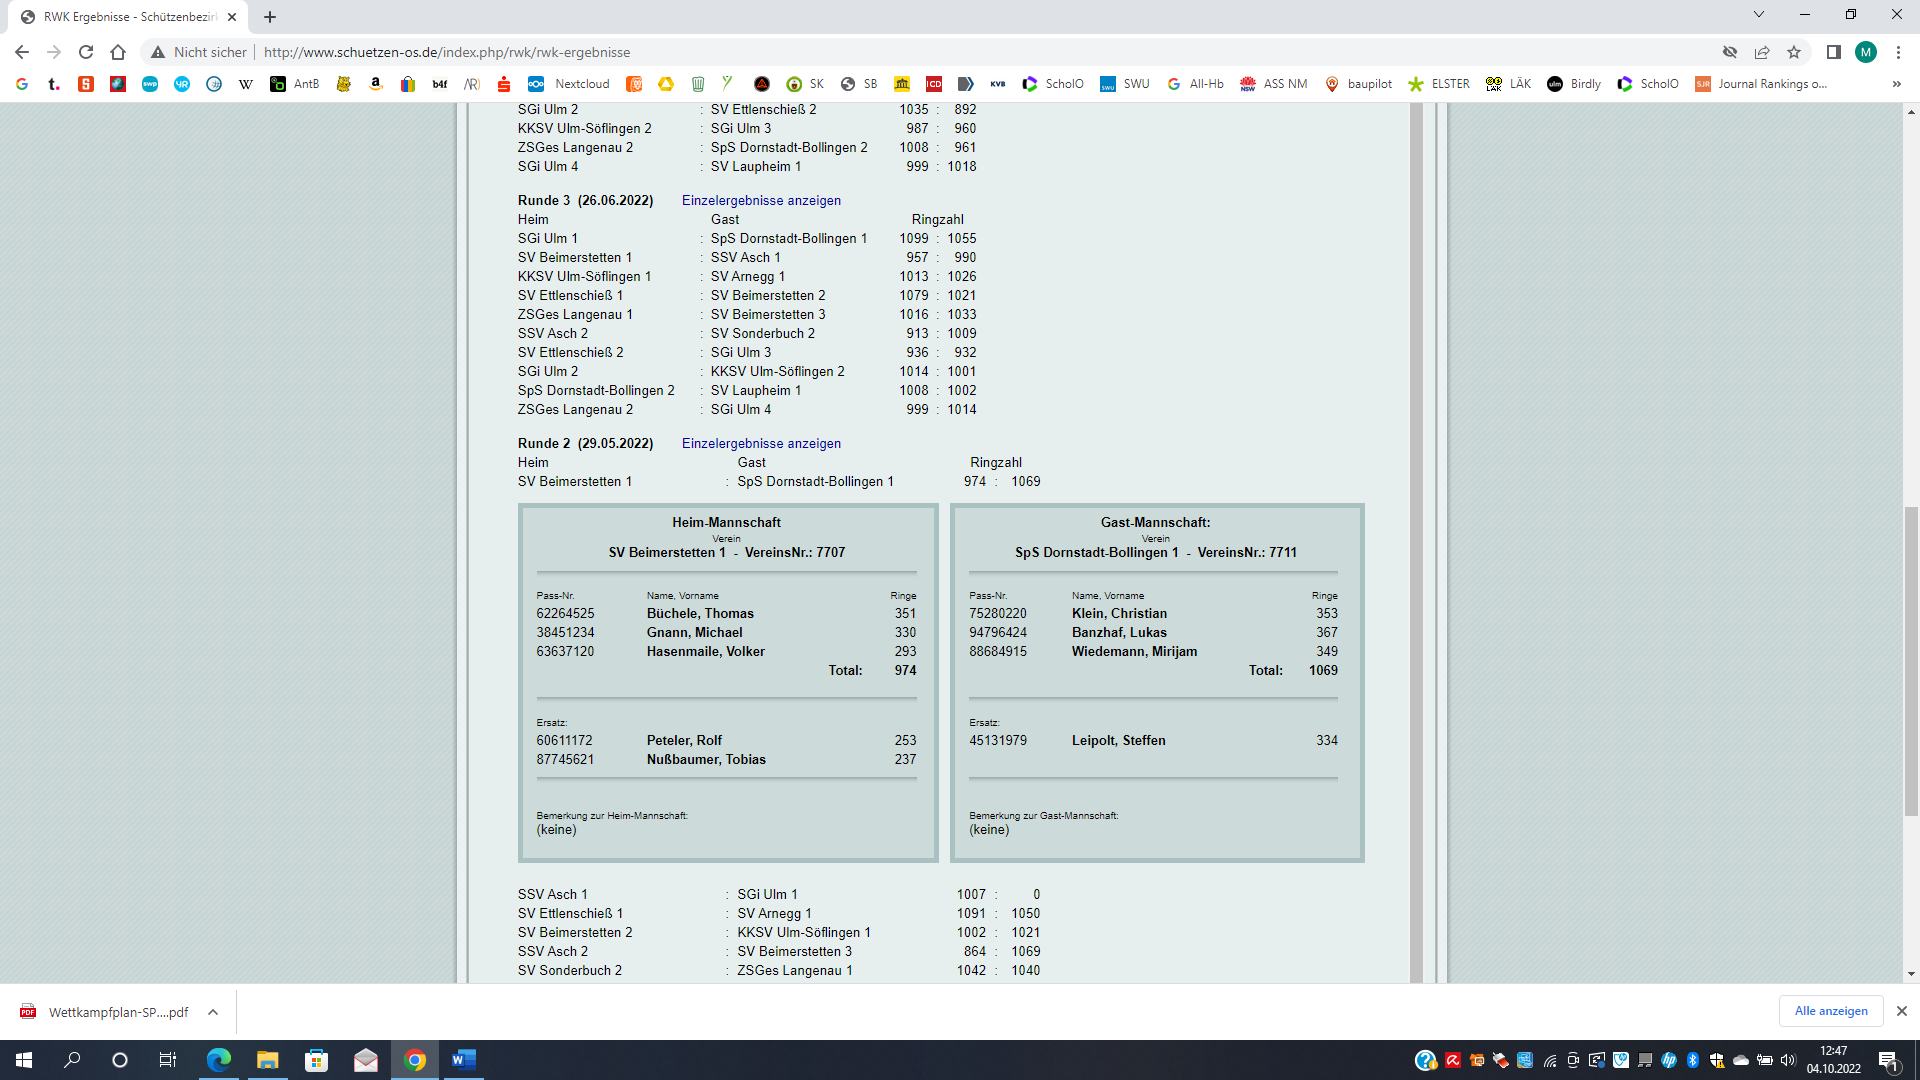 RWK Ergebnisse - Schützenbezirk
Nicht sicher | http://www.schuetzen-os.de/index.php/rwk/rwk-ergebnisse
M
AntB
Nextcloud
SK
SB
ICD
KVB
ScholO
SWU
All-Hb
ASS NM
baupilot
ELSTER
LÄK
Birdly
ScholO
Journal Rankings o...
SGi Ulm 2 : SV Ettlenschieß 2 1035 : 892
KKSV Ulm-Söflingen 2 : SGi Ulm 3 987 : 960
ZSGes Langenau 2 : SpS Dornstadt-Bollingen 2 1008 : 961
SGi Ulm 4 : SV Laupheim 1 999 : 1018
Runde 3 (26.06.2022) Einzelergebnisse anzeigen
Heim Gast Ringzahl
SGi Ulm 1 : SpS Dornstadt-Bollingen 1 1099 : 1055
SV Beimerstetten 1 : SSV Asch 1 957 : 990
KKSV Ulm-Söflingen 1 : SV Arnegg 1 1013 : 1026
SV Ettlenschieß 1 : SV Beimerstetten 2 1079 : 1021
ZSGes Langenau 1 : SV Beimerstetten 3 1016 : 1033
SSV Asch 2 : SV Sonderbuch 2 913 : 1009
SV Ettlenschieß 2 : SGi Ulm 3 936 : 932
SGi Ulm 2 : KKSV Ulm-Söflingen 2 1014 : 1001
SpS Dornstadt-Bollingen 2 : SV Laupheim 1 1008 : 1002
ZSGes Langenau 2 : SGi Ulm 4 999 : 1014
Runde 2 (29.05.2022) Einzelergebnisse anzeigen
Heim Gast Ringzahl
SV Beimerstetten 1 : SpS Dornstadt-Bollingen 1 974 : 1069
Heim-Mannschaft
Verein
SV Beimerstetten 1 - VereinsNr.: 7707
Pass-Nr. Name, Vorname Ringe
62264525 Büchele, Thomas 351
38451234 Gnann, Michael 330
63637120 Hasenmaile, Volker 293
Total: 974
Ersatz:
60611172 Peteler, Rolf 253
87745621 Nußbaumer, Tobias 237
Bemerkung zur Heim-Mannschaft:
(keine)
Gast-Mannschaft:
Verein
SpS Dornstadt-Bollingen 1 - VereinsNr.: 7711
Pass-Nr. Name, Vorname Ringe
75280220 Klein, Christian 353
94796424 Banzhaf, Lukas 367
88684915 Wiedemann, Mirijam 349
Total: 1069
Ersatz:
45131979 Leipolt, Steffen 334
Bemerkung zur Gast-Mannschaft:
(keine)
SSV Asch 1 : SGi Ulm 1 1007 : 0
SV Ettlenschieß 1 : SV Arnegg 1 1091 : 1050
SV Beimerstetten 2 : KKSV Ulm-Söflingen 1 1002 : 1021
SSV Asch 2 : SV Beimerstetten 3 864 : 1069
SV Sonderbuch 2 : ZSGes Langenau 1 1042 : 1040
Wettkampfplan-SP....pdf
Alle anzeigen
12:47
04.10.2022